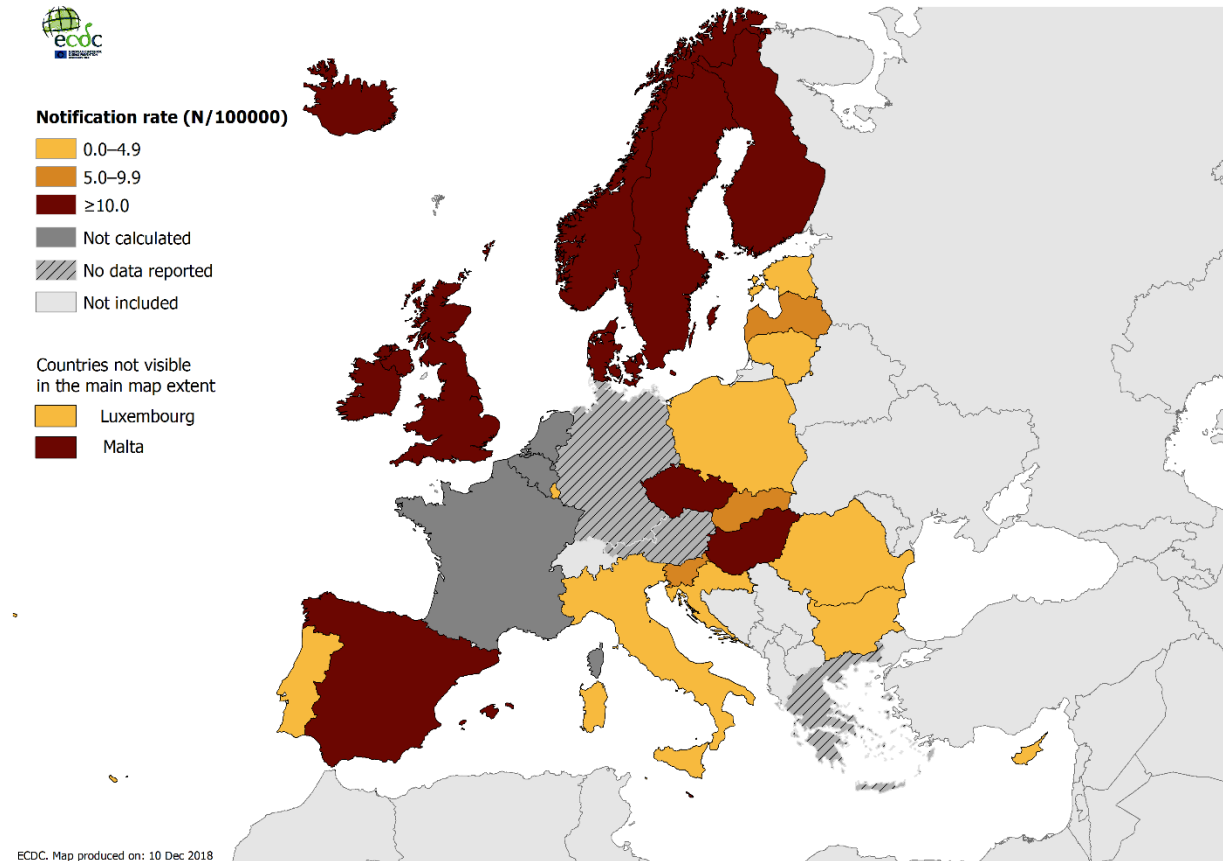 ecdc
Notification rate (N/100000)
0.0–4.9
5.0–9.9
≥10.0
Not calculated
No data reported
Not included
Countries not visible
in the main map extent
Luxembourg
Malta
ECDC. Map produced on: 10 Dec 2018